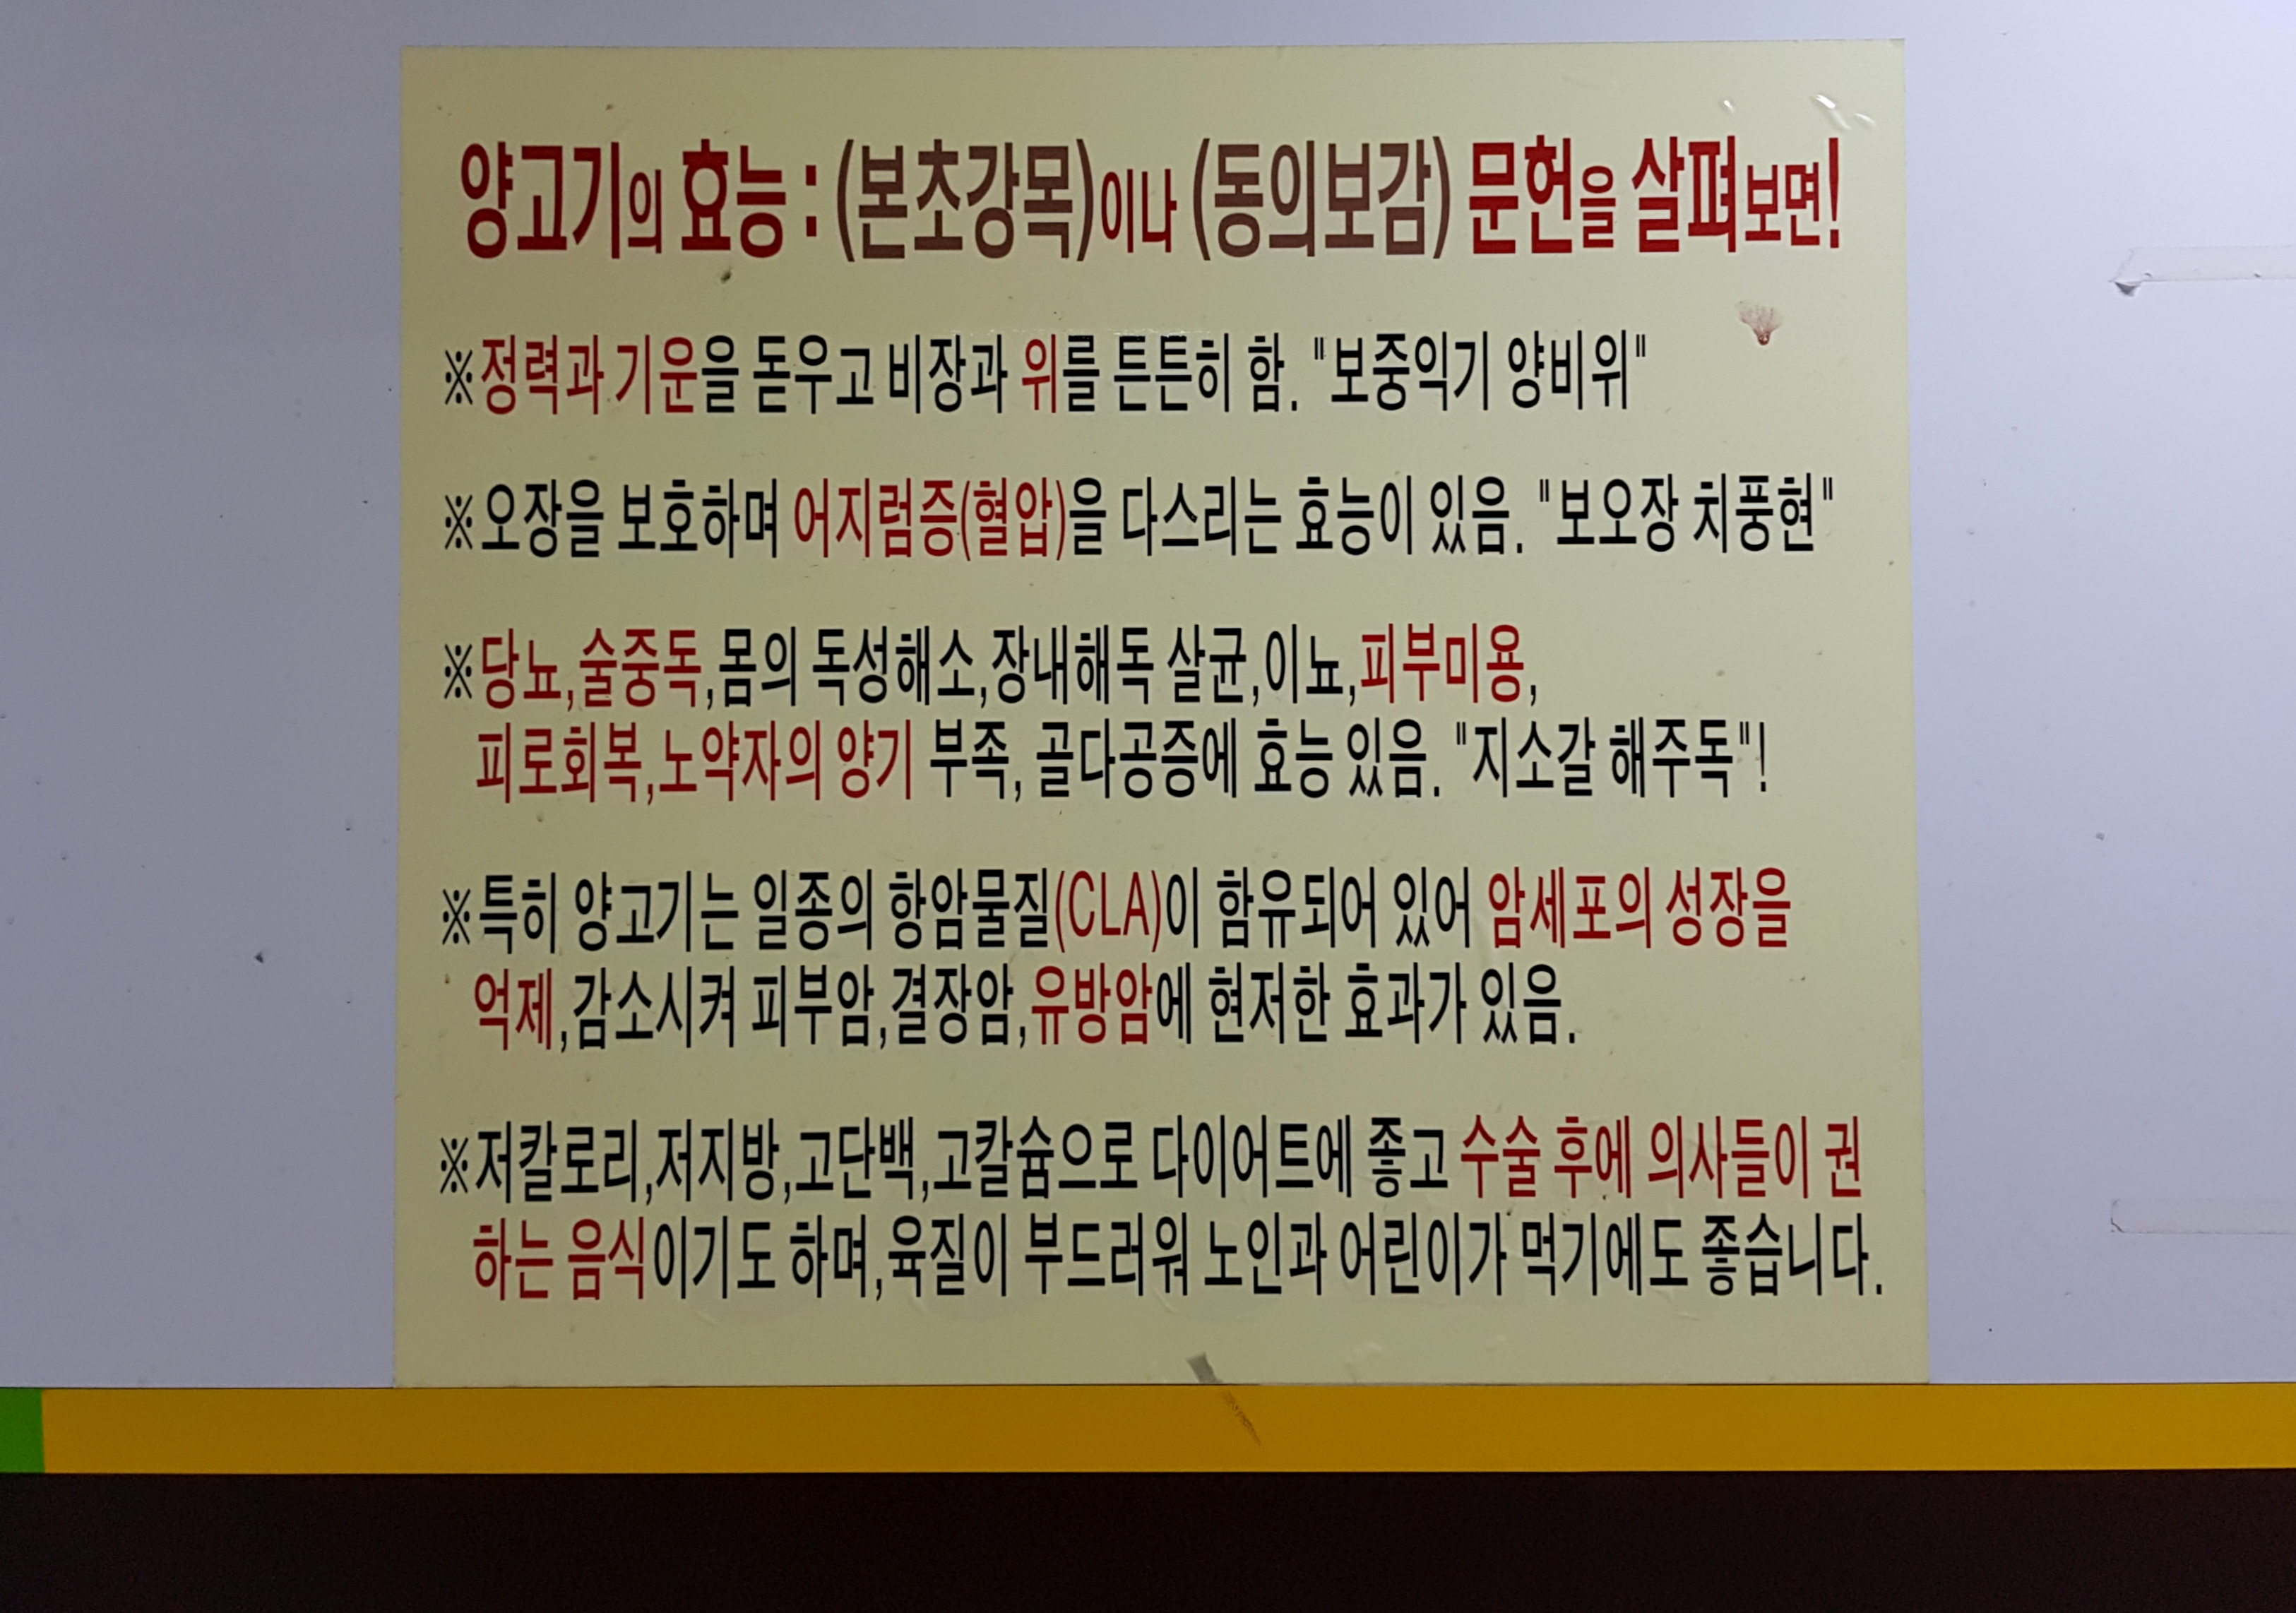 양고기의 효능 : (본초강목)이나 (동의보감) 문헌을 살펴보면!
※정력과 기운을 돋우고 비장과 위를 튼튼히 함. "보중익기 양비위"
※오장을 보호하며 어지럼증(혈압)을 다스리는 효능이 있음. "보오장 치풍현"
※당뇨,술중독,몸의 독성해소,장내해독 살균,이뇨,피부미용,
피로회복,노약자의 양기 부족, 골다공증에 효능 있음. "지소갈 해주독"!
※특히 양고기는 일종의 항암물질(CLA)이 함유되어 있어 암세포의 성장을
억제,감소시켜 피부암,결장암,유방암에 현저한 효과가 있음.
※저칼로리,저지방,고단백,고칼슘으로 다이어트에 좋고 수술 후에 의사들이 권
하는 음식이기도 하며,육질이 부드러워 노인과 어린이가 먹기에도 좋습니다.